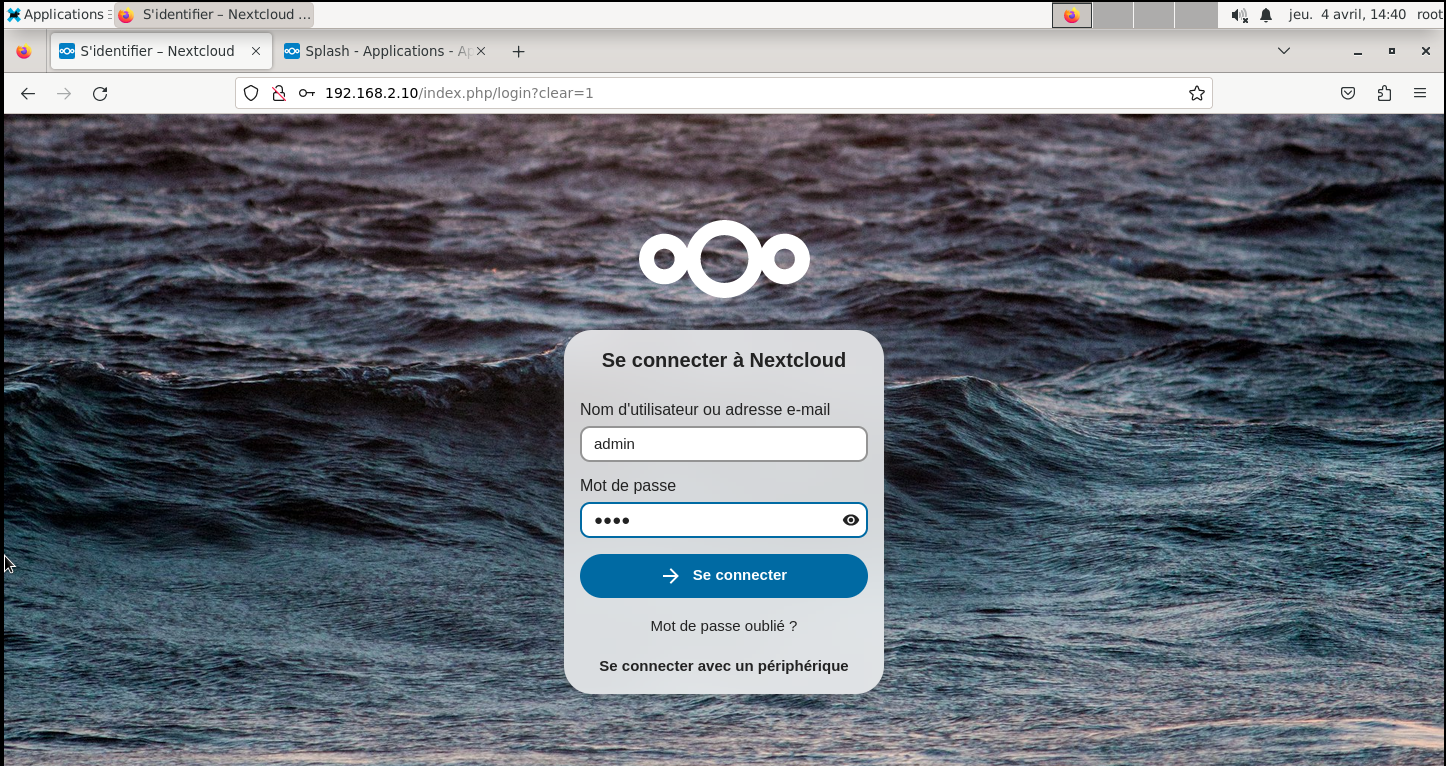 Applications
S'identifier – Nextcloud ...
jeu. 4 avril, 14:40
root
S'identifier – Nextcloud
Splash - Applications - Ap
192.168.2.10/index.php/login?clear=1
Se connecter à Nextcloud
Nom d'utilisateur ou adresse e-mail
admin
Mot de passe
●●●●
Se connecter
Mot de passe oublié ?
Se connecter avec un périphérique